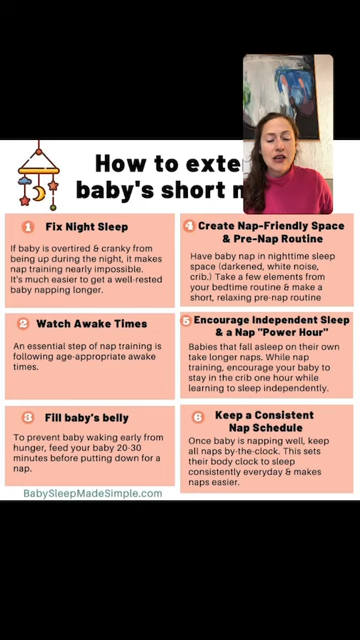 How to exte
baby's short n
1 Fix Night Sleep
If baby is overtired & cranky from
being up during the night, it makes
nap training nearly impossible.
It's much easier to get a well-rested
baby napping longer.
2 Watch Awake Times
An essential step of nap training is
following age-appropriate awake
times.
3 Fill baby's belly
To prevent baby waking early from
hunger, feed your baby 20-30
minutes before putting down for a
nap.
4 Create Nap-Friendly Space
& Pre-Nap Routine
Have baby nap in nighttime sleep
space (darkened, white noise,
crib.) Take a few elements from
your bedtime routine & make a
short, relaxing pre-nap routine
5 Encourage Independent Sleep
& a Nap "Power Hour"
Babies that fall asleep on their own
take longer naps. While nap
training, encourage your baby to
stay in the crib one hour while
learning to sleep independently.
6 Keep a Consistent
Nap Schedule
Once baby is napping well, keep
all naps by-the-clock. This sets
their body clock to sleep
consistently everyday & makes
naps easier.
BabySleepMadeSimple.com